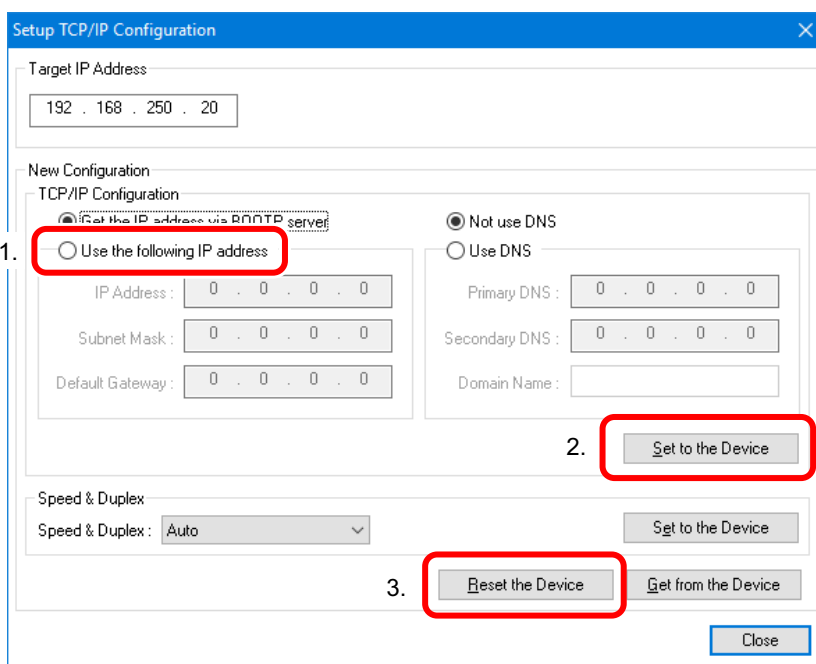 Setup TCP/IP Configuration
Target IP Address
192 . 168 . 250 . 20
New Configuration
TCP/IP Configuration
Get the IP address via BOOTP server
Not use DNS
1.
Use the following IP address
Use DNS
IP Address : 0 . 0 . 0 . 0
Primary DNS : 0 . 0 . 0 . 0
Subnet Mask : 0 . 0 . 0 . 0
Secondary DNS : 0 . 0 . 0 . 0
Default Gateway : 0 . 0 . 0 . 0
Domain Name :
2.
Set to the Device
Speed & Duplex
Speed & Duplex : Auto
Set to the Device
3.
Reset the Device
Get from the Device
Close